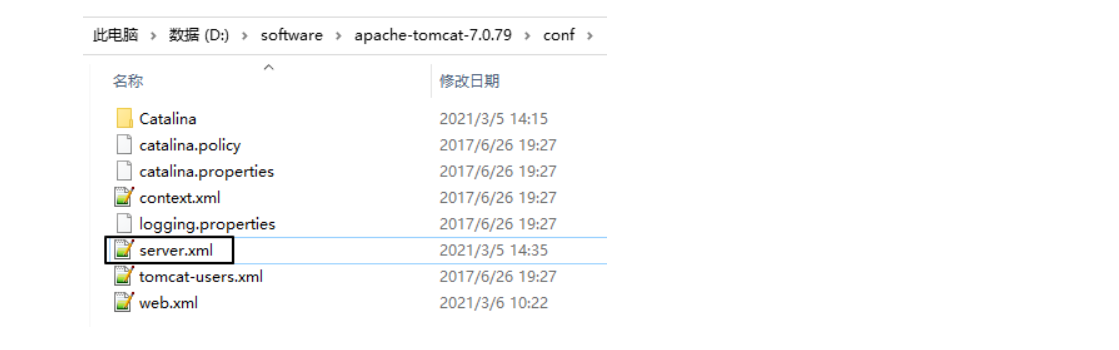 此电脑 › 数据 (D:) › software › apache-tomcat-7.0.79 › conf ›
名称 修改日期
Catalina 2021/3/5 14:15
catalina.policy 2017/6/26 19:27
catalina.properties 2017/6/26 19:27
context.xml 2017/6/26 19:27
logging.properties 2017/6/26 19:27
server.xml 2021/3/5 14:35
tomcat-users.xml 2017/6/26 19:27
web.xml 2021/3/6 10:22